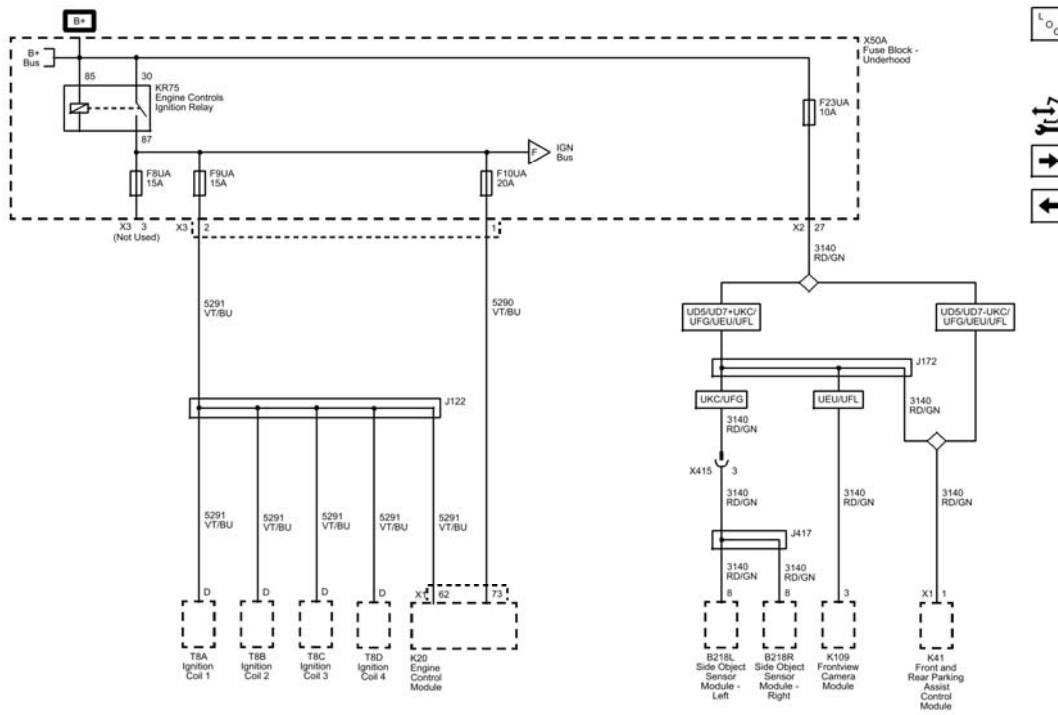 B+
L
O
C
B+
Bus
X50A
Fuse Block -
Underhood
85
30
KR75
Engine Controls
Ignition Relay
87
F23UA
10A
F
IGN
Bus
F8UA
15A
F9UA
15A
F10UA
20A
X3 3
(Not Used)
X3 2
1
X2 27
3140
RD/GN
5291
VT/BU
5290
VT/BU
UD5/UD7+UKC/
UFG/UEU/UFL
UD5/UD7-UKC/
UFG/UEU/UFL
J172
UKC/UFG
UEU/UFL
3140
RD/GN
3140
RD/GN
J122
X415 3
5291
VT/BU
5291
VT/BU
5291
VT/BU
5291
VT/BU
5291
VT/BU
3140
RD/GN
3140
RD/GN
3140
RD/GN
J417
3140
RD/GN
3140
RD/GN
D
D
D
D
X1 62
73
8
8
3
X1 1
T8A
Ignition
Coil 1
T8B
Ignition
Coil 2
T8C
Ignition
Coil 3
T8D
Ignition
Coil 4
K20
Engine
Control
Module
B218L
Side Object
Sensor
Module -
Left
B218R
Side Object
Sensor
Module -
Right
K109
Frontview
Camera
Module
K41
Front and
Rear Parking
Assist
Control
Module